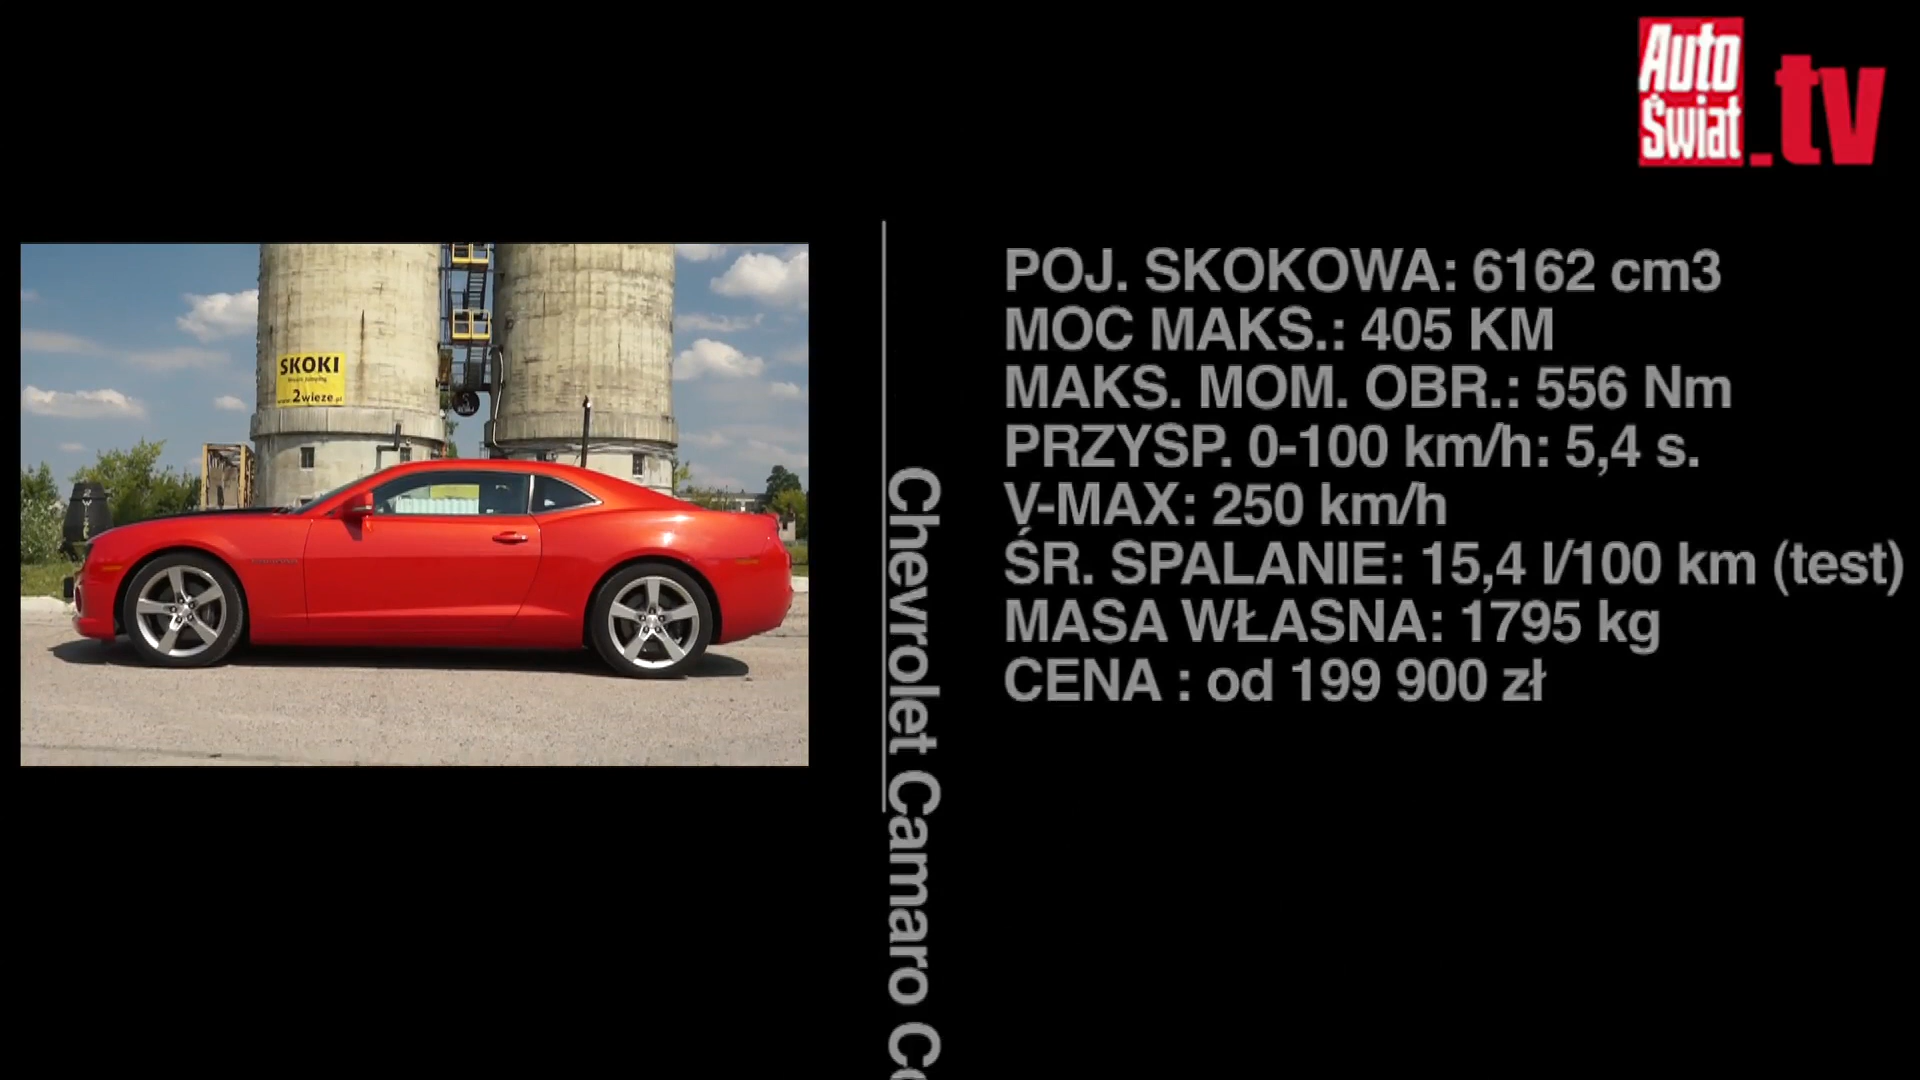 Auto
Świat
.tv
SKOKI
www.2wieze.pl
Chevrolet Camaro
POJ. SKOKOWA: 6162 cm3
MOC MAKS.: 405 KM
MAKS. MOM. OBR.: 556 Nm
PRZYSP. 0-100 km/h: 5,4 s.
V-MAX: 250 km/h
ŚR. SPALANIE: 15,4 l/100 km (test)
MASA WŁASNA: 1795 kg
CENA : od 199 900 zł